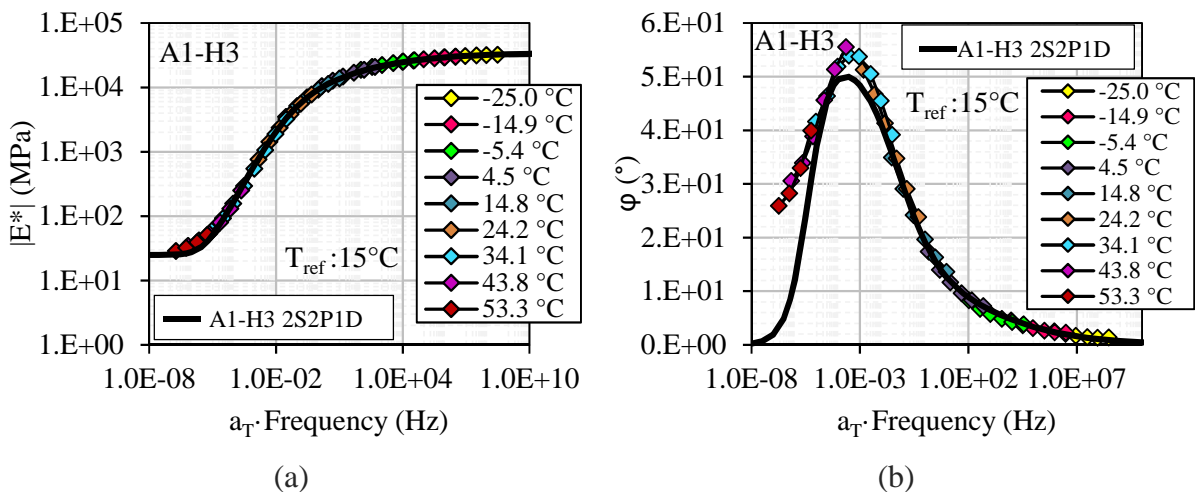 1.E+05
1.E+04
1.E+03
1.E+02
1.E+01
1.E+00
|E*| (MPa)
A1-H3
-25.0 °C
-14.9 °C
-5.4 °C
4.5 °C
14.8 °C
24.2 °C
34.1 °C
43.8 °C
53.3 °C
Tref :15°C
A1-H3 2S2P1D
1.0E-08 1.0E-02 1.0E+04 1.0E+10
aT·Frequency (Hz)
(a)
6.E+01
5.E+01
4.E+01
3.E+01
2.E+01
1.E+01
0.E+00
φ (°)
A1-H3
A1-H3 2S2P1D
Tref :15°C
-25.0 °C
-14.9 °C
-5.4 °C
4.5 °C
14.8 °C
24.2 °C
34.1 °C
43.8 °C
53.3 °C
1.0E-08 1.0E-03 1.0E+02 1.0E+07
aT·Frequency (Hz)
(b)